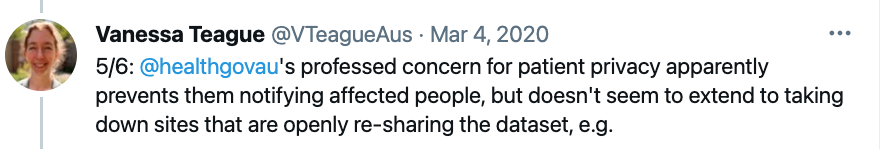 Vanessa Teague @VTeagueAus · Mar 4, 2020
5/6: @healthgovau's professed concern for patient privacy apparently
prevents them notifying affected people, but doesn't seem to extend to taking
down sites that are openly re-sharing the dataset, e.g.